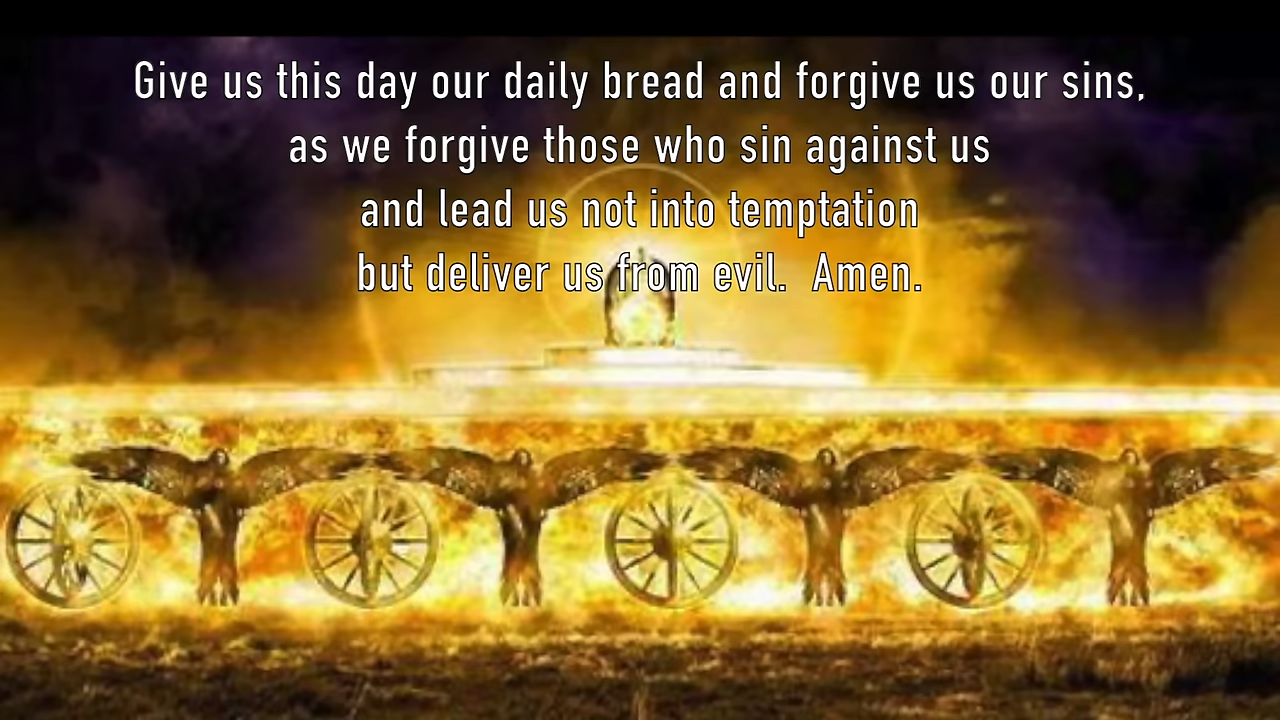 Give us this day our daily bread and forgive us our sins,
as we forgive those who sin against us
and lead us not into temptation
but deliver us from evil.  Amen.